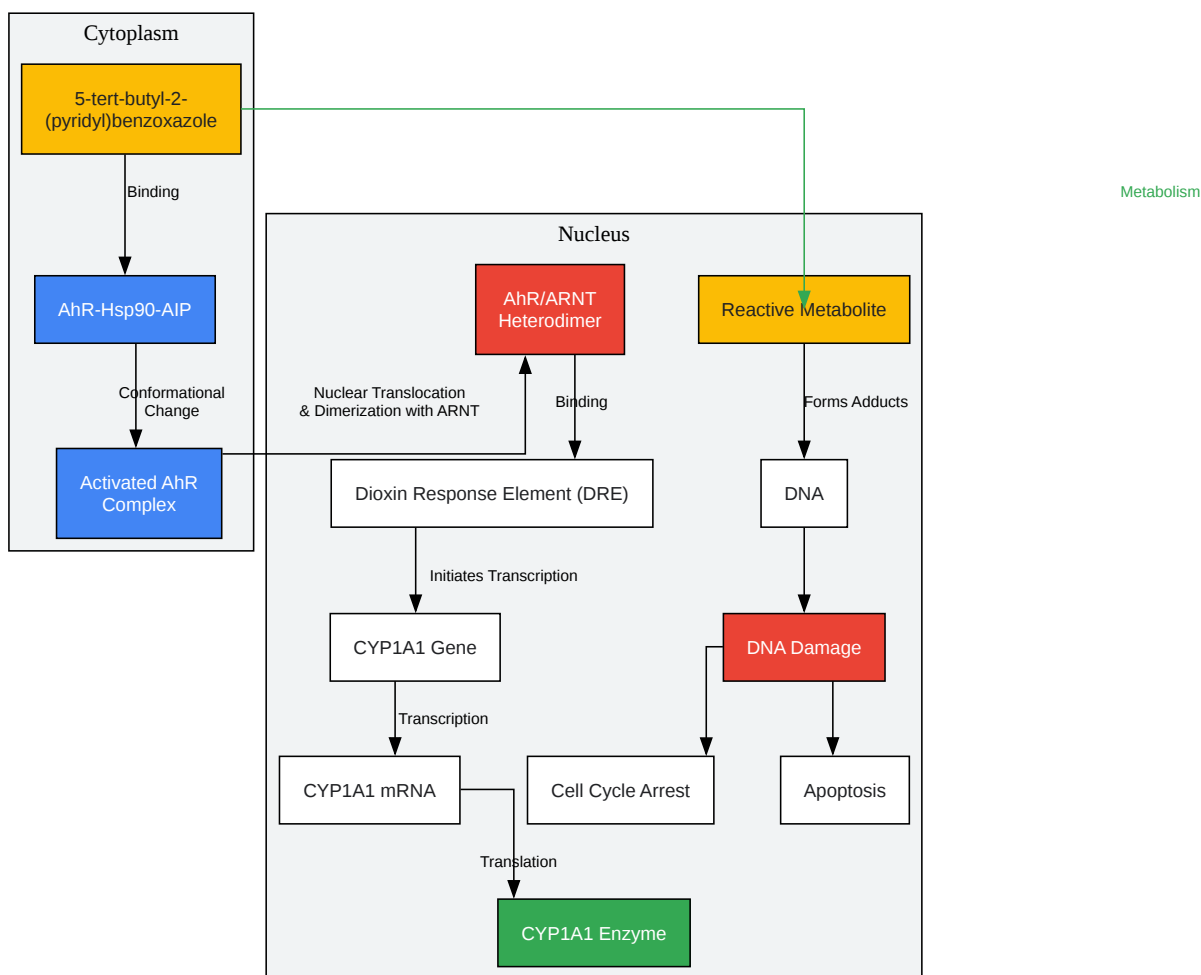 Cytoplasm
5-tert-butyl-2-
(pyridyl)benzoxazole
Binding
Metabolism
Nucleus
AhR-Hsp90-AIP
AhR/ARNT
Heterodimer
Reactive Metabolite
Conformational
Change
Nuclear Translocation
& Dimerization with ARNT
Binding
Forms Adducts
Activated AhR
Complex
Dioxin Response Element (DRE)
DNA
Initiates Transcription
CYP1A1 Gene
DNA Damage
Transcription
CYP1A1 mRNA
Cell Cycle Arrest
Apoptosis
Translation
CYP1A1 Enzyme